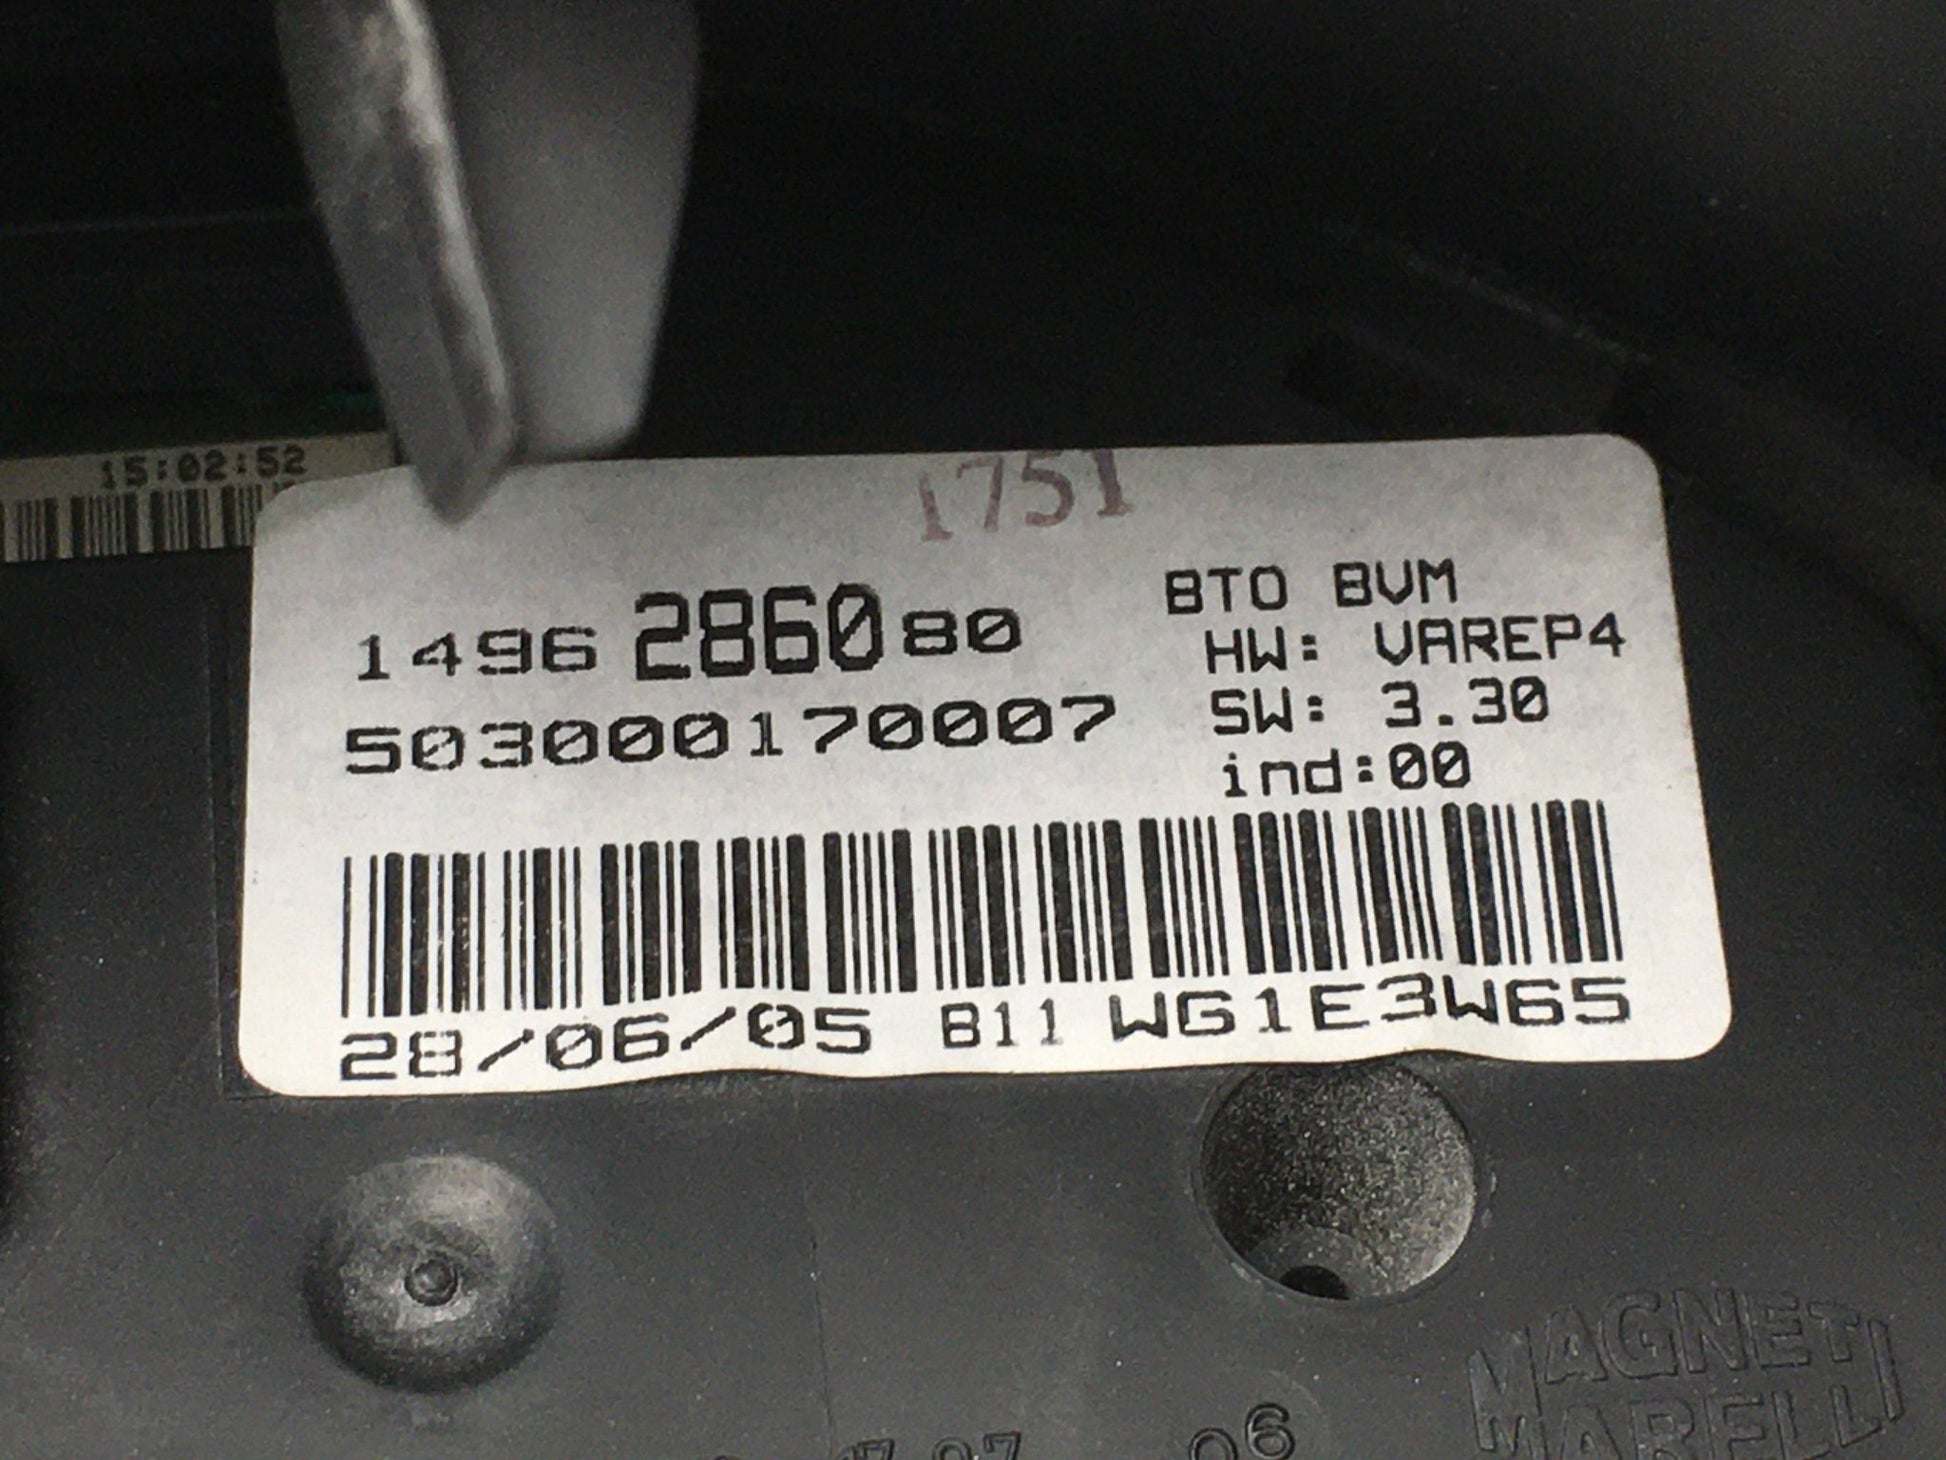 15:02:52
1751
1496 2860 80
503000170007
BTO BVM
HW: VAREP4
SW: 3.30
ind:00
28/06/05 B11 WG1E3W65
MAGNETI
MARELLI
06